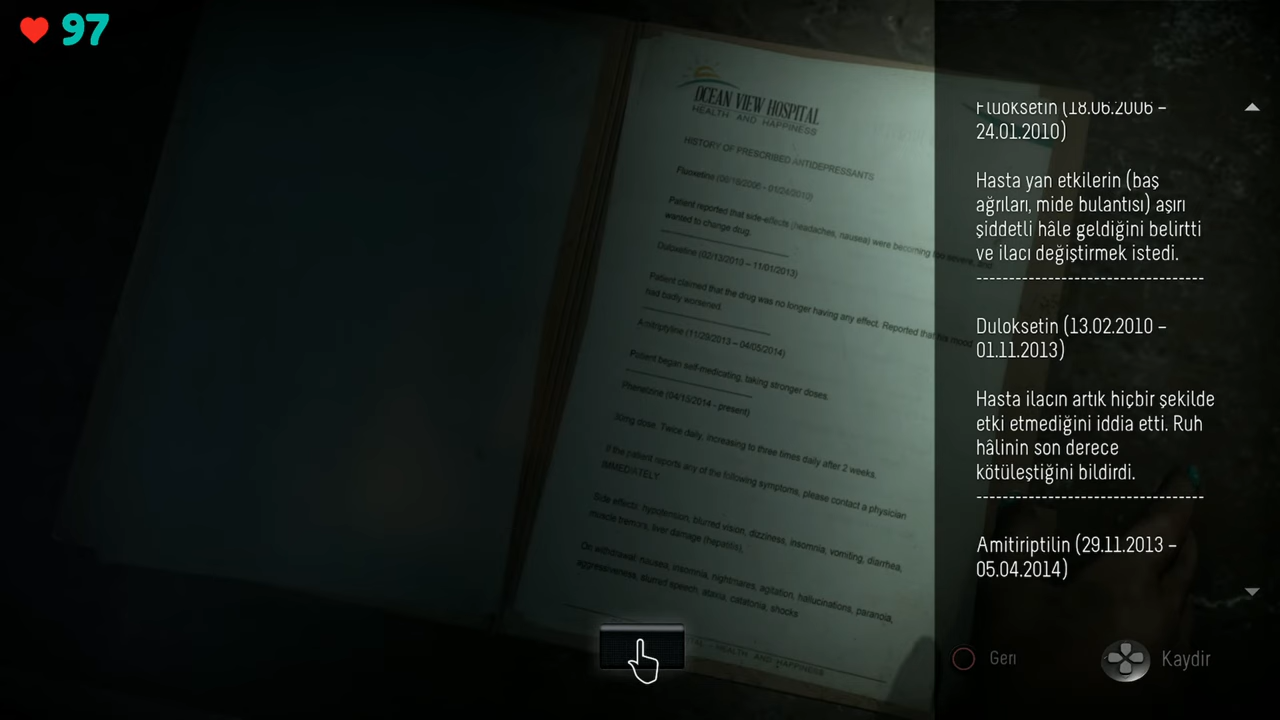 97
OCEAN VIEW HOSPITAL
HEALTH AND HAPPINESS
HISTORY OF PRESCRIBED ANTIDEPRESSANTS
Fluoxetine (06/18/2006 - 01/24/2010)
Patient reported that side-effects (headaches, nausea) were becoming too severe, and
wanted to change drug.
Duloxetine (02/13/2010 – 11/01/2013)
Patient claimed that the drug was no longer having any effect. Reported that his mood
had badly worsened.
Amitriptyline (11/29/2013 – 04/05/2014)
Patient began self-medicating, taking stronger doses.
Phenelzine (04/15/2014 - present)
30mg dose. Twice daily, increasing to three times daily after 2 weeks.
If the patient reports any of the following symptoms, please contact a physician
IMMEDIATELY.
Side effects: hypotension, blurred vision, dizziness, insomnia, vomiting, diarrhea,
muscle tremors, liver damage (hepatitis),
On withdrawal: nausea, insomnia, nightmares, agitation, hallucinations, paranoia,
aggressiveness, slurred speech, ataxia, catatonia, shocks
HEALTH AND HAPPINESS
Fluoksetin (18.06.2006 –
24.01.2010)
Hasta yan etkilerin (baş
ağrıları, mide bulantısı) aşırı
şiddetli hâle geldiğini belirtti
ve ilacı değiştirmek istedi.
----------------------------------
Duloksetin (13.02.2010 –
01.11.2013)
Hasta ilacın artık hiçbir şekilde
etki etmediğini iddia etti. Ruh
hâlinin son derece
kötüleştiğini bildirdi.
----------------------------------
Amitiriptilin (29.11.2013 –
05.04.2014)
Geri
Kaydir